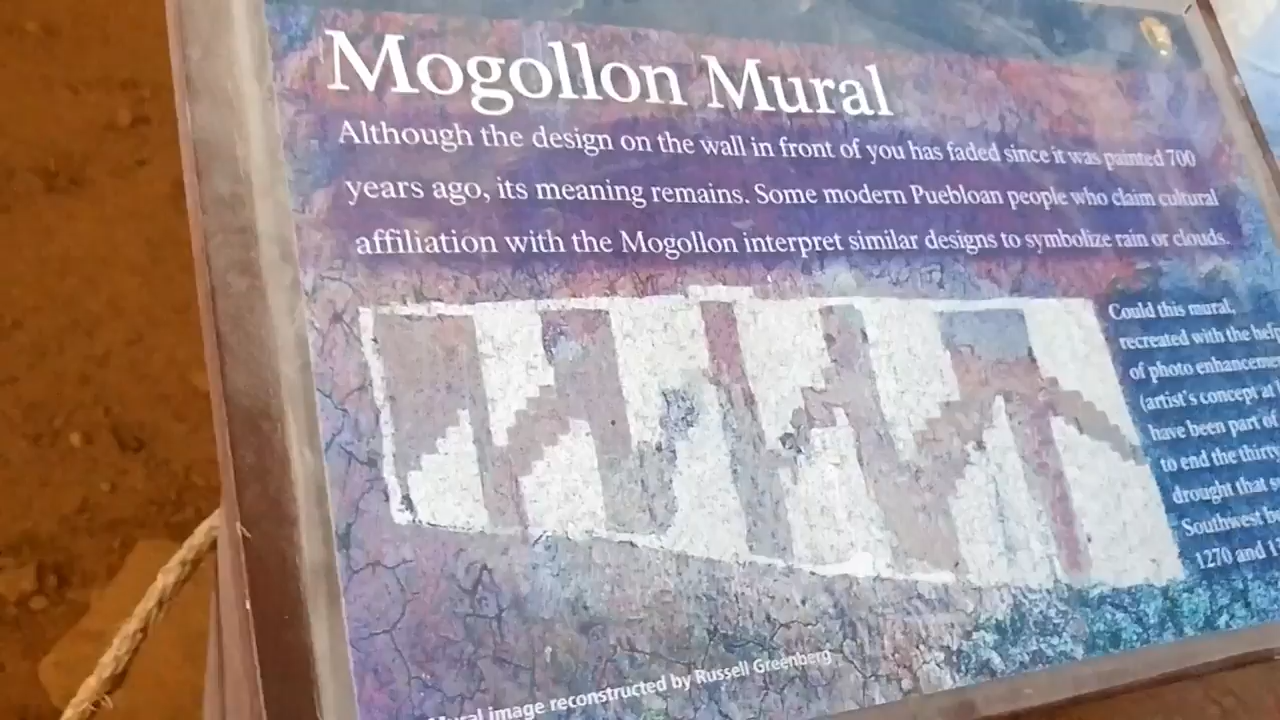 Mogollon Mural
Although the design on the wall in front of you has faded since it was painted 700
years ago, its meaning remains. Some modern Puebloan people who claim cultural
affiliation with the Mogollon interpret similar designs to symbolize rain or clouds.
Could this mural,
recreated with the help
of photo
(artist's concept at
have been part of
to end the thirty
drought that
Southwest
1270 and
Mural image reconstructed by Russell Greenberg